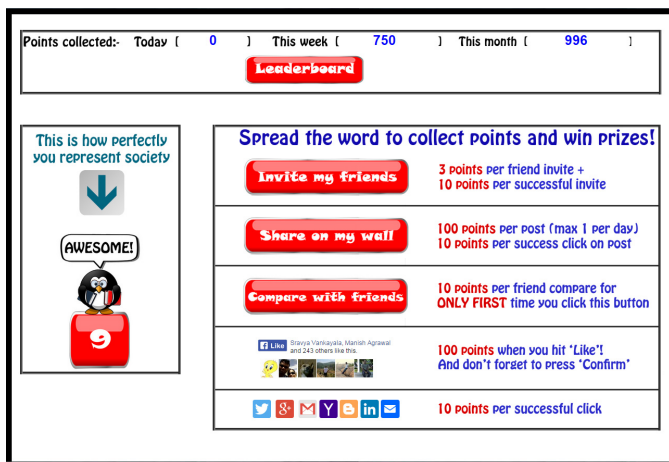 Points collected:- Today [ 0 ] This week [ 750 ] This month [ 996 ]
Leaderboard
This is how perfectly
you represent society
AWESOME!
9
Spread the word to collect points and win prizes!
Invite my friends
3 points per friend invite +
10 points per successful invite
Share on my wall
100 points per post (max 1 per day)
10 points per success click on post
Compare with friends
10 points per friend compare for
ONLY FIRST time you click this button
f Like Sravya Vankayala, Manish Agrawal
and 243 others like this.
100 points when you hit 'Like'!
And don't forget to press 'Confirm'
8+ M Y B in
10 points per successful click